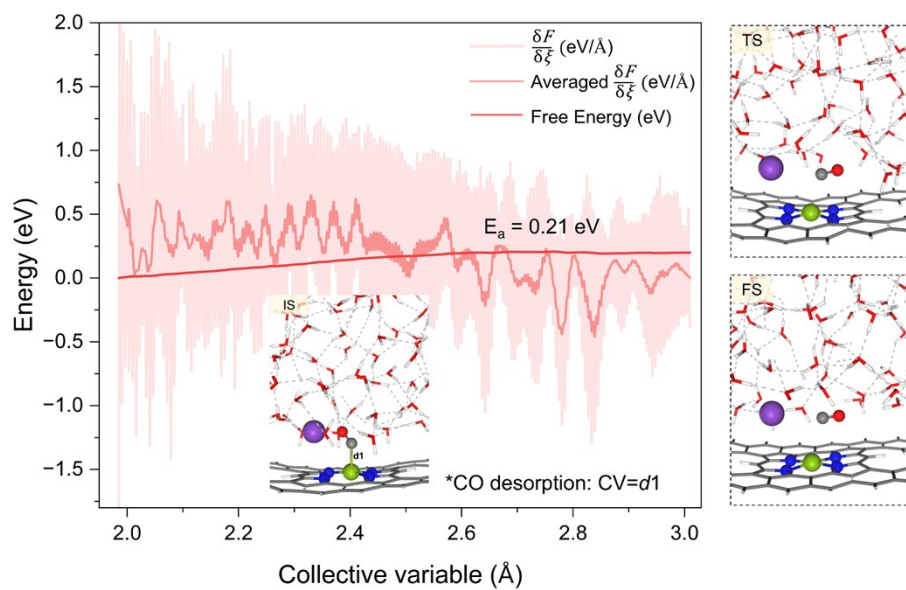 2.0
1.5
1.0
0.5
0.0
−0.5
−1.0
−1.5
Energy (eV)
δF/δξ (eV/Å)
Averaged δF/δξ (eV/Å)
Free Energy (eV)
Eₐ = 0.21 eV
IS
d1
*CO desorption: CV=d1
2.0 2.2 2.4 2.6 2.8 3.0
Collective variable (Å)
TS
FS